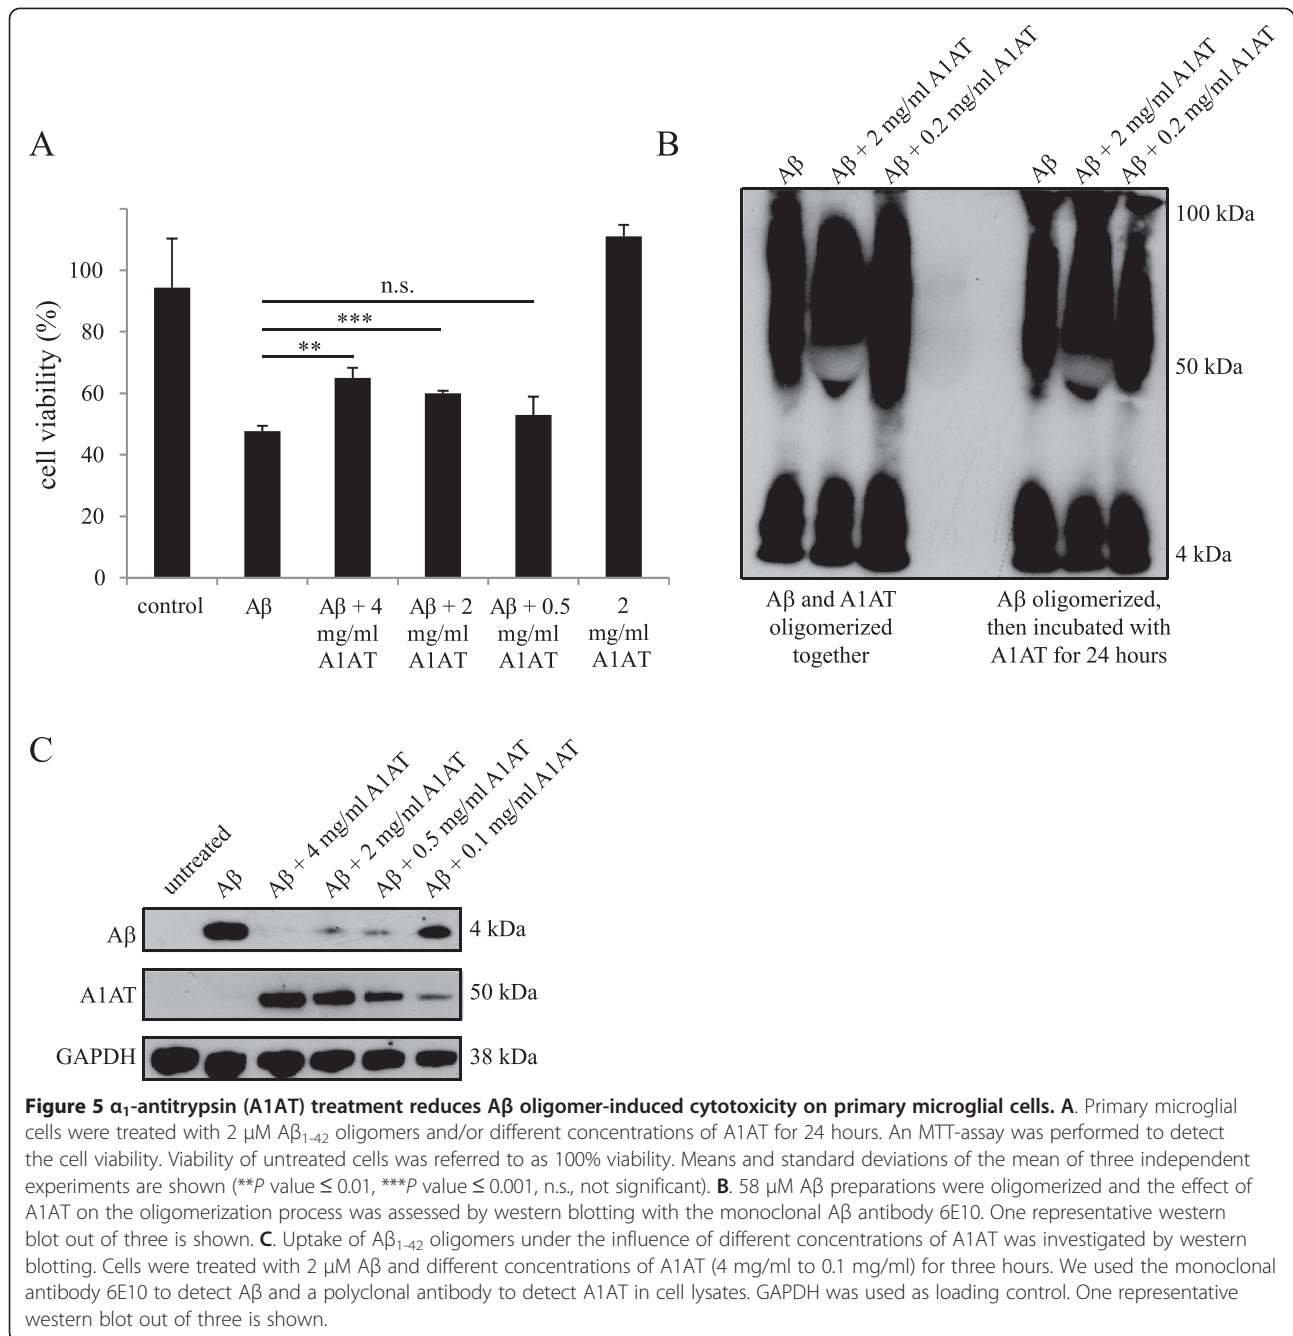 A
cell viability (%)
100
80
60
40
20
0
n.s.
***
**
control
Aβ
Aβ + 4
mg/ml
A1AT
Aβ + 2
mg/ml
A1AT
Aβ + 0.5
mg/ml
A1AT
2
mg/ml
A1AT
B
Aβ
Aβ + 2 mg/ml A1AT
Aβ + 0.2 mg/ml A1AT
Aβ
Aβ + 2 mg/ml A1AT
Aβ + 0.2 mg/ml A1AT
100 kDa
50 kDa
4 kDa
Aβ and A1AT
oligomerized
together
Aβ oligomerized,
then incubated with
A1AT for 24 hours
C
untreated
Aβ
Aβ + 4 mg/ml A1AT
Aβ + 2 mg/ml A1AT
Aβ + 0.5 mg/ml A1AT
Aβ + 0.1 mg/ml A1AT
Aβ
4 kDa
A1AT
50 kDa
GAPDH
38 kDa
Figure 5 α₁-antitrypsin (A1AT) treatment reduces Aβ oligomer-induced cytotoxicity on primary microglial cells. A. Primary microglial
cells were treated with 2 μM Aβ₁₋₄₂ oligomers and/or different concentrations of A1AT for 24 hours. An MTT-assay was performed to detect
the cell viability. Viability of untreated cells was referred to as 100% viability. Means and standard deviations of the mean of three independent
experiments are shown (**P value ≤ 0.01, ***P value ≤ 0.001, n.s., not significant). B. 58 μM Aβ preparations were oligomerized and the effect of
A1AT on the oligomerization process was assessed by western blotting with the monoclonal Aβ antibody 6E10. One representative western
blot out of three is shown. C. Uptake of Aβ₁₋₄₂ oligomers under the influence of different concentrations of A1AT was investigated by western
blotting. Cells were treated with 2 μM Aβ and different concentrations of A1AT (4 mg/ml to 0.1 mg/ml) for three hours. We used the monoclonal
antibody 6E10 to detect Aβ and a polyclonal antibody to detect A1AT in cell lysates. GAPDH was used as loading control. One representative
western blot out of three is shown.